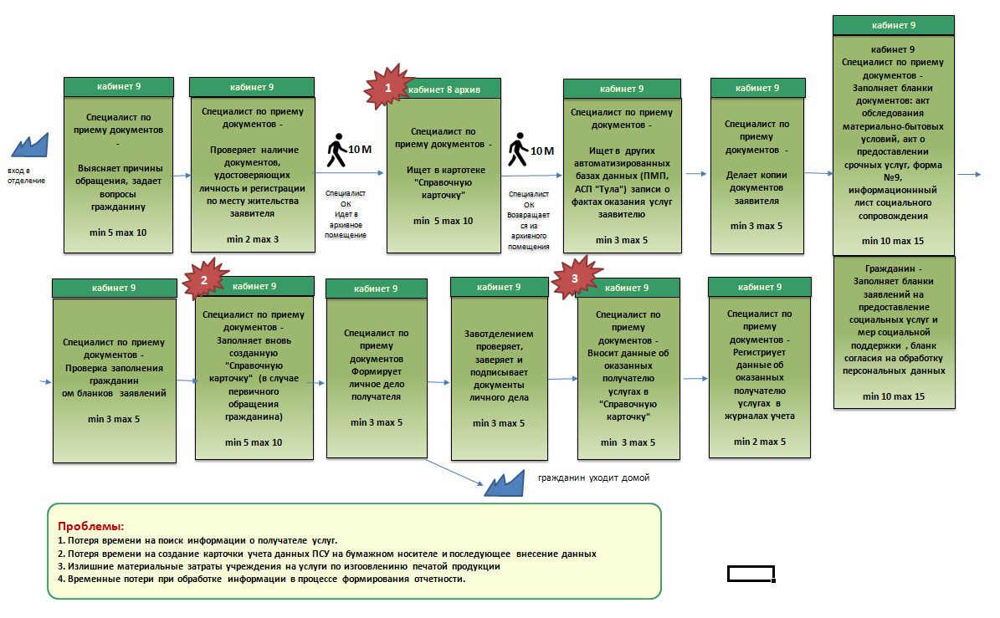 вход в
отделение
кабинет 9
Специалист по
приему документов
-
Выясняет причины
обращения, задает
вопросы
гражданину
min 5 max 10
кабинет 9
Специалист по приему
документов -
Проверяет наличие
документов,
удостоверяющих
личность и регистрации
по месту жительства
заявителя
min 2 max 3
10 М
Специалист
ОК
Идет в
архивное
помещение
1
кабинет 8 архив
Специалист по
приему документов -
Ищет в картотеке
"Справочную
карточку"
min 5 max 10
10 М
Специалист
ОК
Возвращает
ся из
архивного
помещения
кабинет 9
Специалист по приему
документов -
Ищет в других
автоматизированных
базах данных (ПМП,
АСП "Тула") записи о
фактах оказания услуг
заявителю
min 3 max 5
кабинет 9
Специалист по
приему
документов -
Делает копии
документов
заявителя
min 3 max 5
кабинет 9
кабинет 9
Специалист по приему
документов -
Заполняет бланки
документов: акт
обследования
материально-бытовых
условий, акт о
предоставлении
срочных услуг, форма
№9,
информационнный
лист социального
сопровождения
min 10 max 15
Гражданин -
Заполняет бланки
заявлений на
предоставление
социальных услуг и
мер социальной
поддержки , бланк
согласия на обработку
персональных данных
min 10 max 15
кабинет 9
Специалист по приему
документов -
Проверка заполнения
гражданин
ом бланков заявлений
min 3 max 5
2
кабинет 9
Специалист по приему
документов -
Заполняет вновь
созданную
"Справочную
карточку" (в случае
первичного
обращения
гражданина)
min 5 max 10
кабинет 9
Специалист по
приему
документов
Формирует
личное дело
получателя
min 3 max 5
кабинет 9
Завотделением
проверяет,
заверяет и
подписывает
документы
личного дела
min 3 max 5
3
кабинет 9
Специалист по
приему
документов -
Вносит данные об
оказанных
получателю
услугах в
"Справочную
карточку"
min 3 max 5
кабинет 9
Специалист по
приему
документов -
Регистриует
данные об
оказанных
получателю
услугах в
журналах учета
min 2 max 5
гражданин уходит домой
Проблемы:
1. Потеря времени на поиск информации о получателе услуг.
2. Потеря времени на создание карточки учета данных ПСУ на бумажном носителе и последующее внесение данных
3. Излишние материальные затраты учреждения на услуги по изгоовлению печатой продукции
4. Временные потери при обработке информации в процессе формирования отчетности.